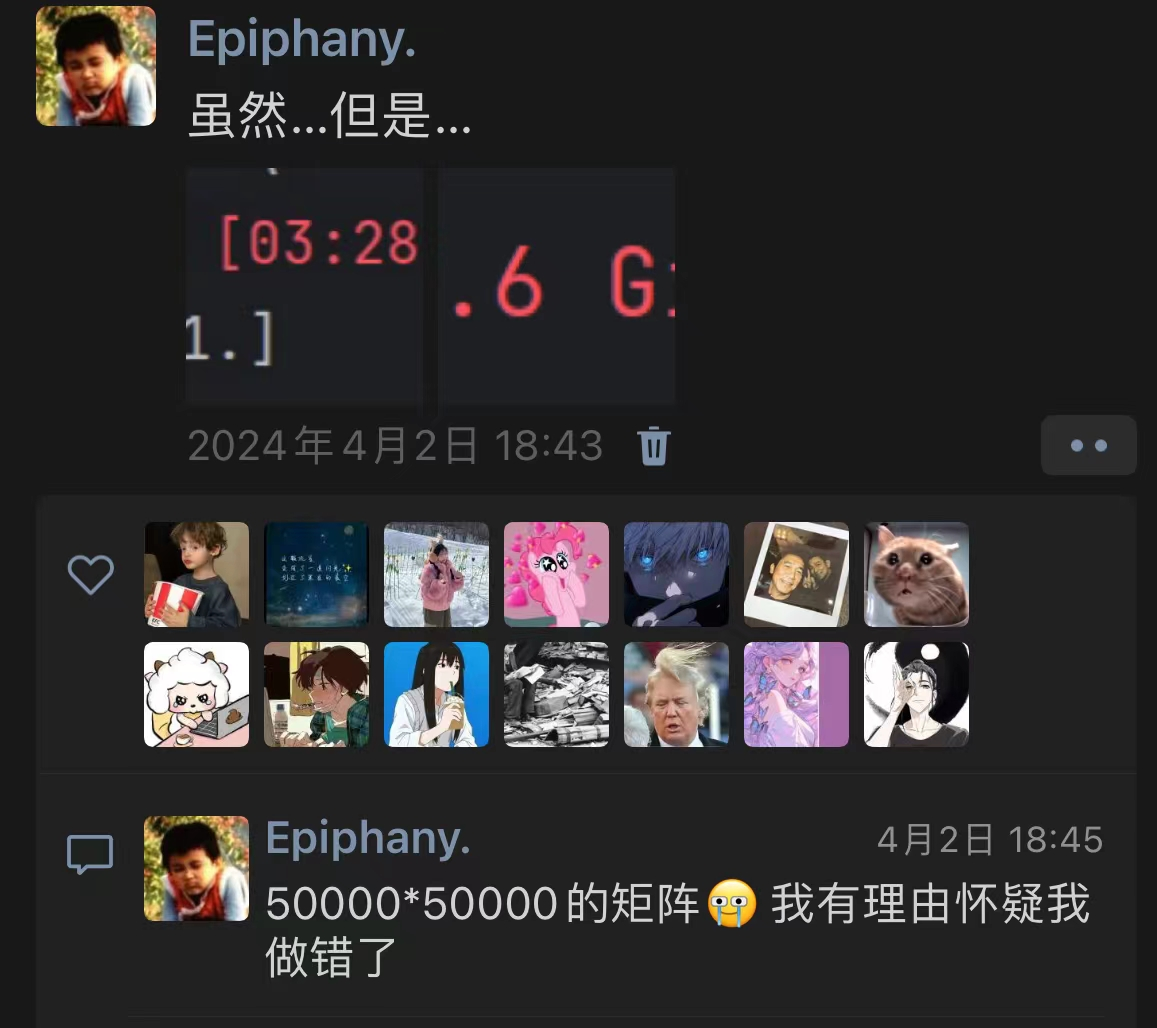 Epiphany.
虽然...但是...
[03:28
1.]
.6 G
2024年4月2日 18:43
Epiphany.
4月2日 18:45
50000*50000的矩阵😭 我有理由怀疑我
做错了